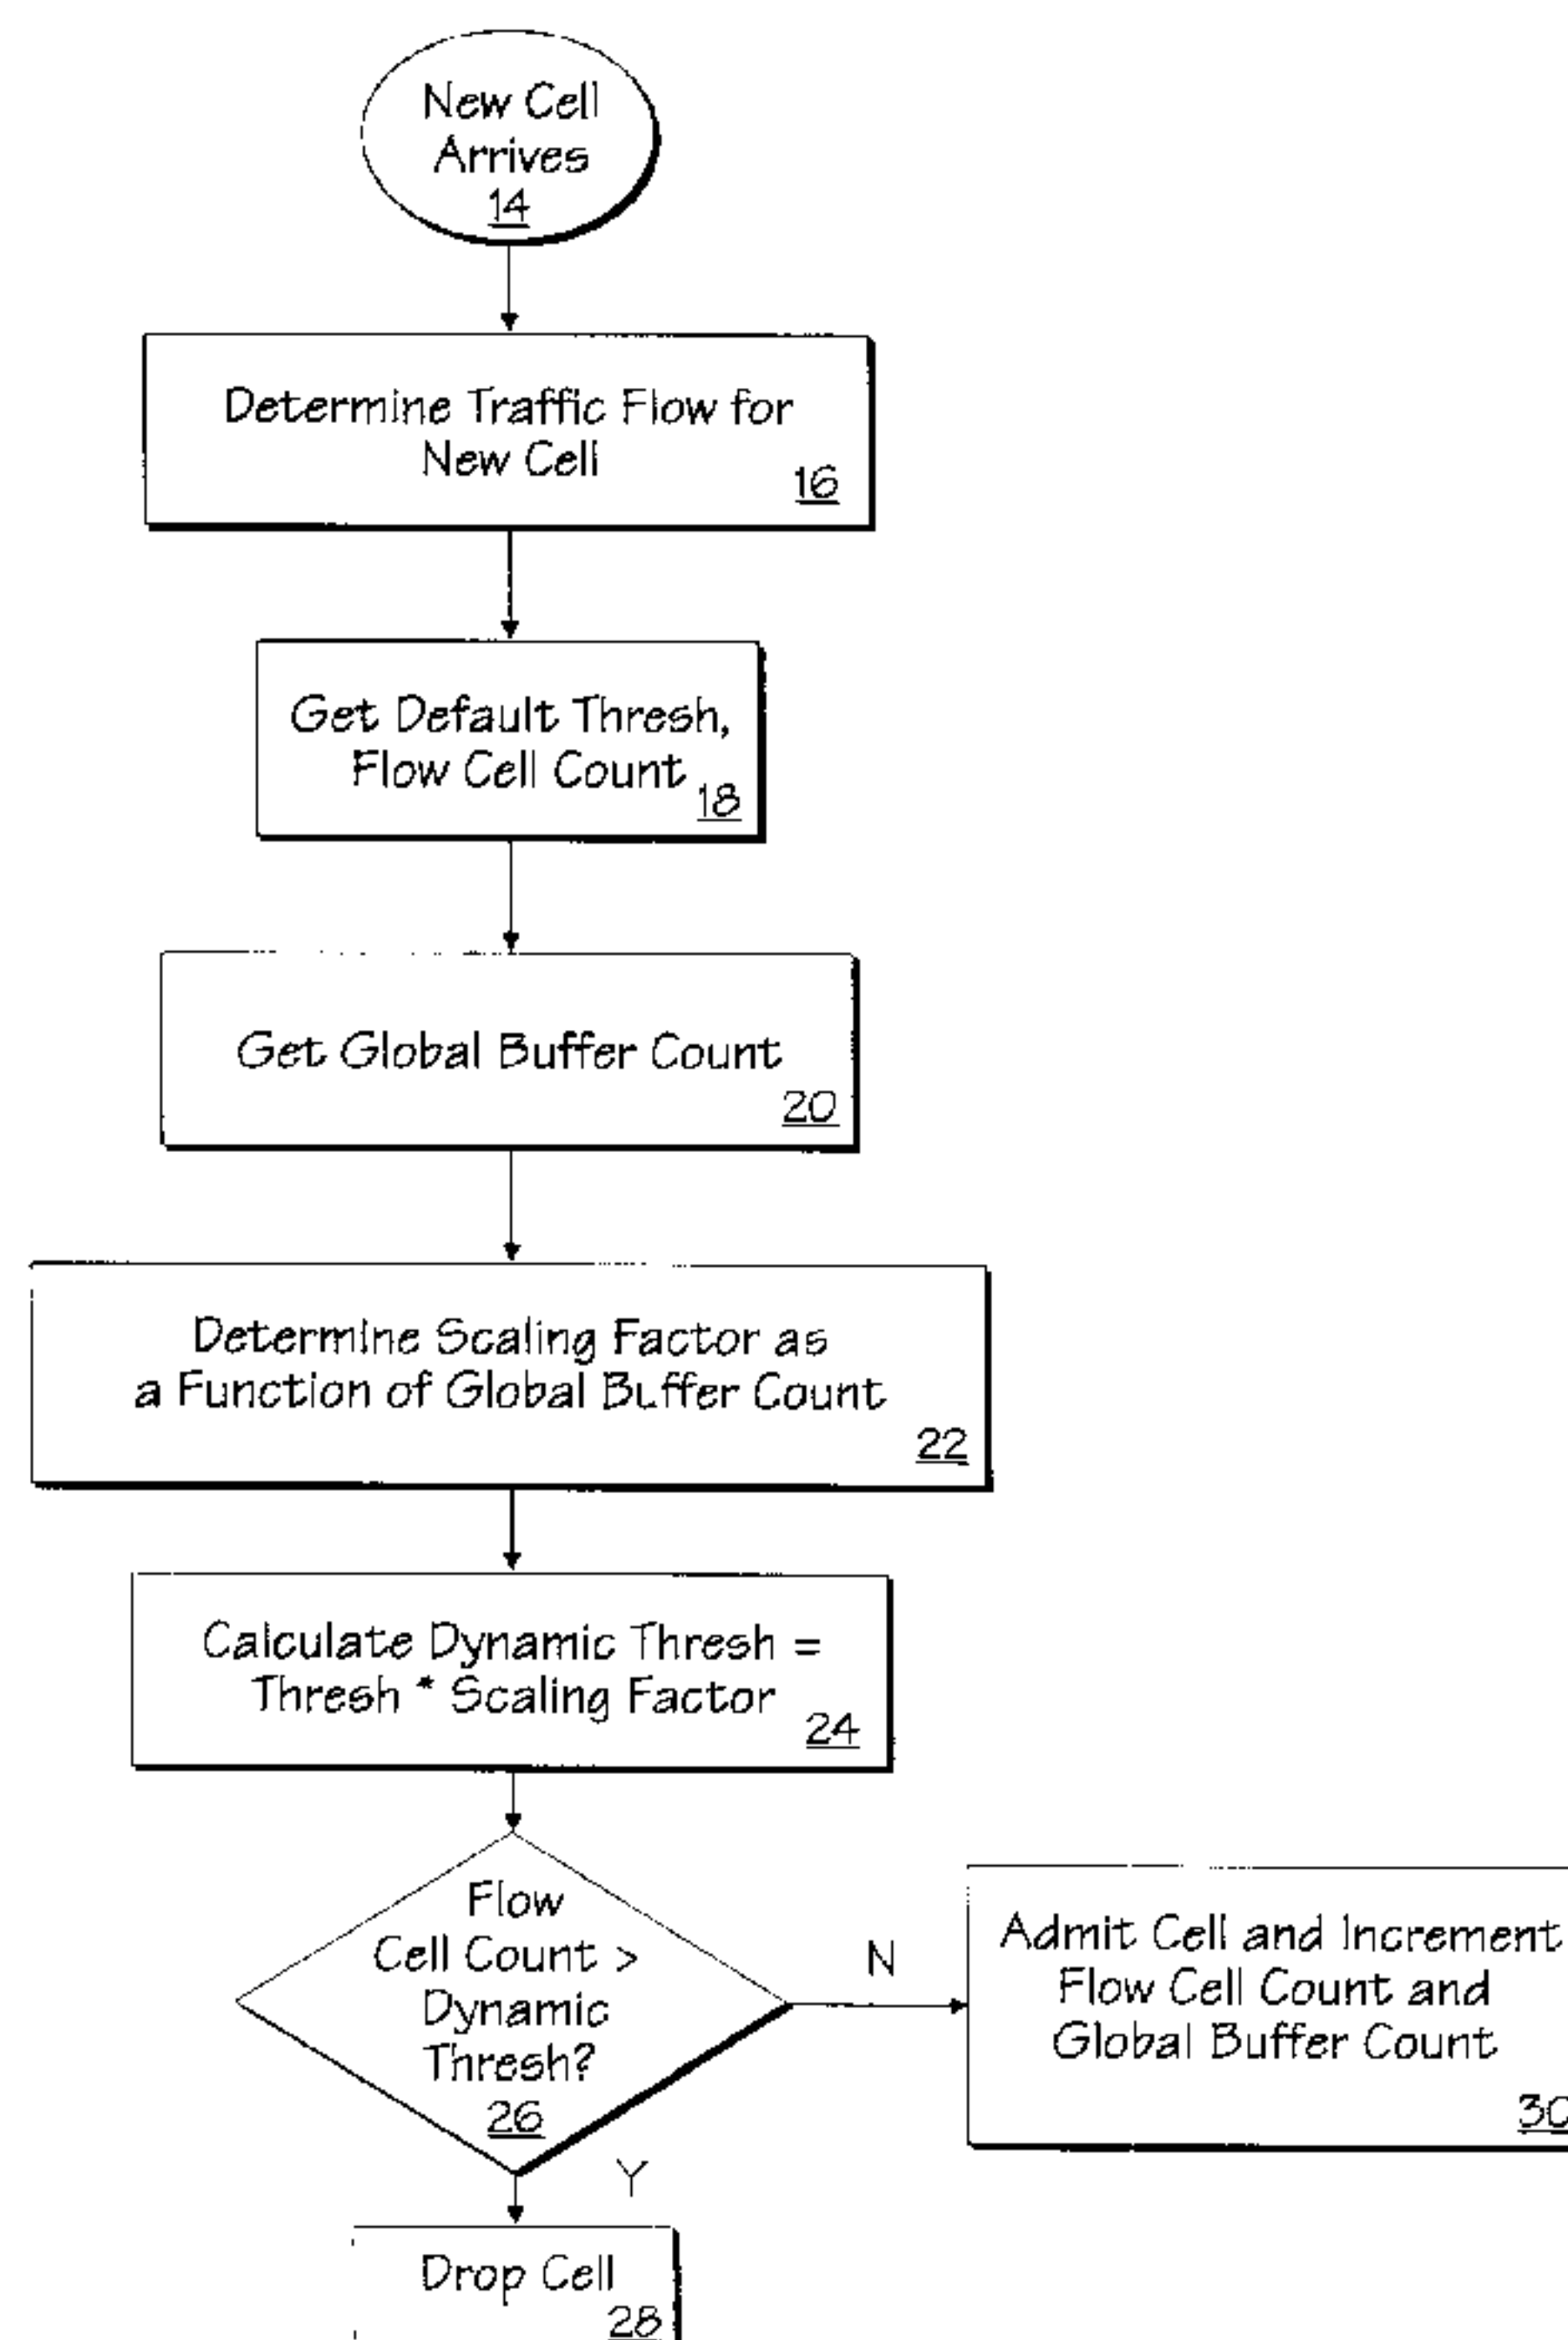 New Cell
Arrives
14
Determine Traffic Flow for
New Cell
16
Get Default Thresh,
Flow Cell Count
18
Get Global Buffer Count
20
Determine Scaling Factor as
a Function of Global Buffer Count
22
Calculate Dynamic Thresh =
Thresh * Scaling Factor
24
Flow
Cell Count >
Dynamic
Thresh?
26
N
Admit Cell and Increment
Flow Cell Count and
Global Buffer Count
30
Y
Drop Cell
28